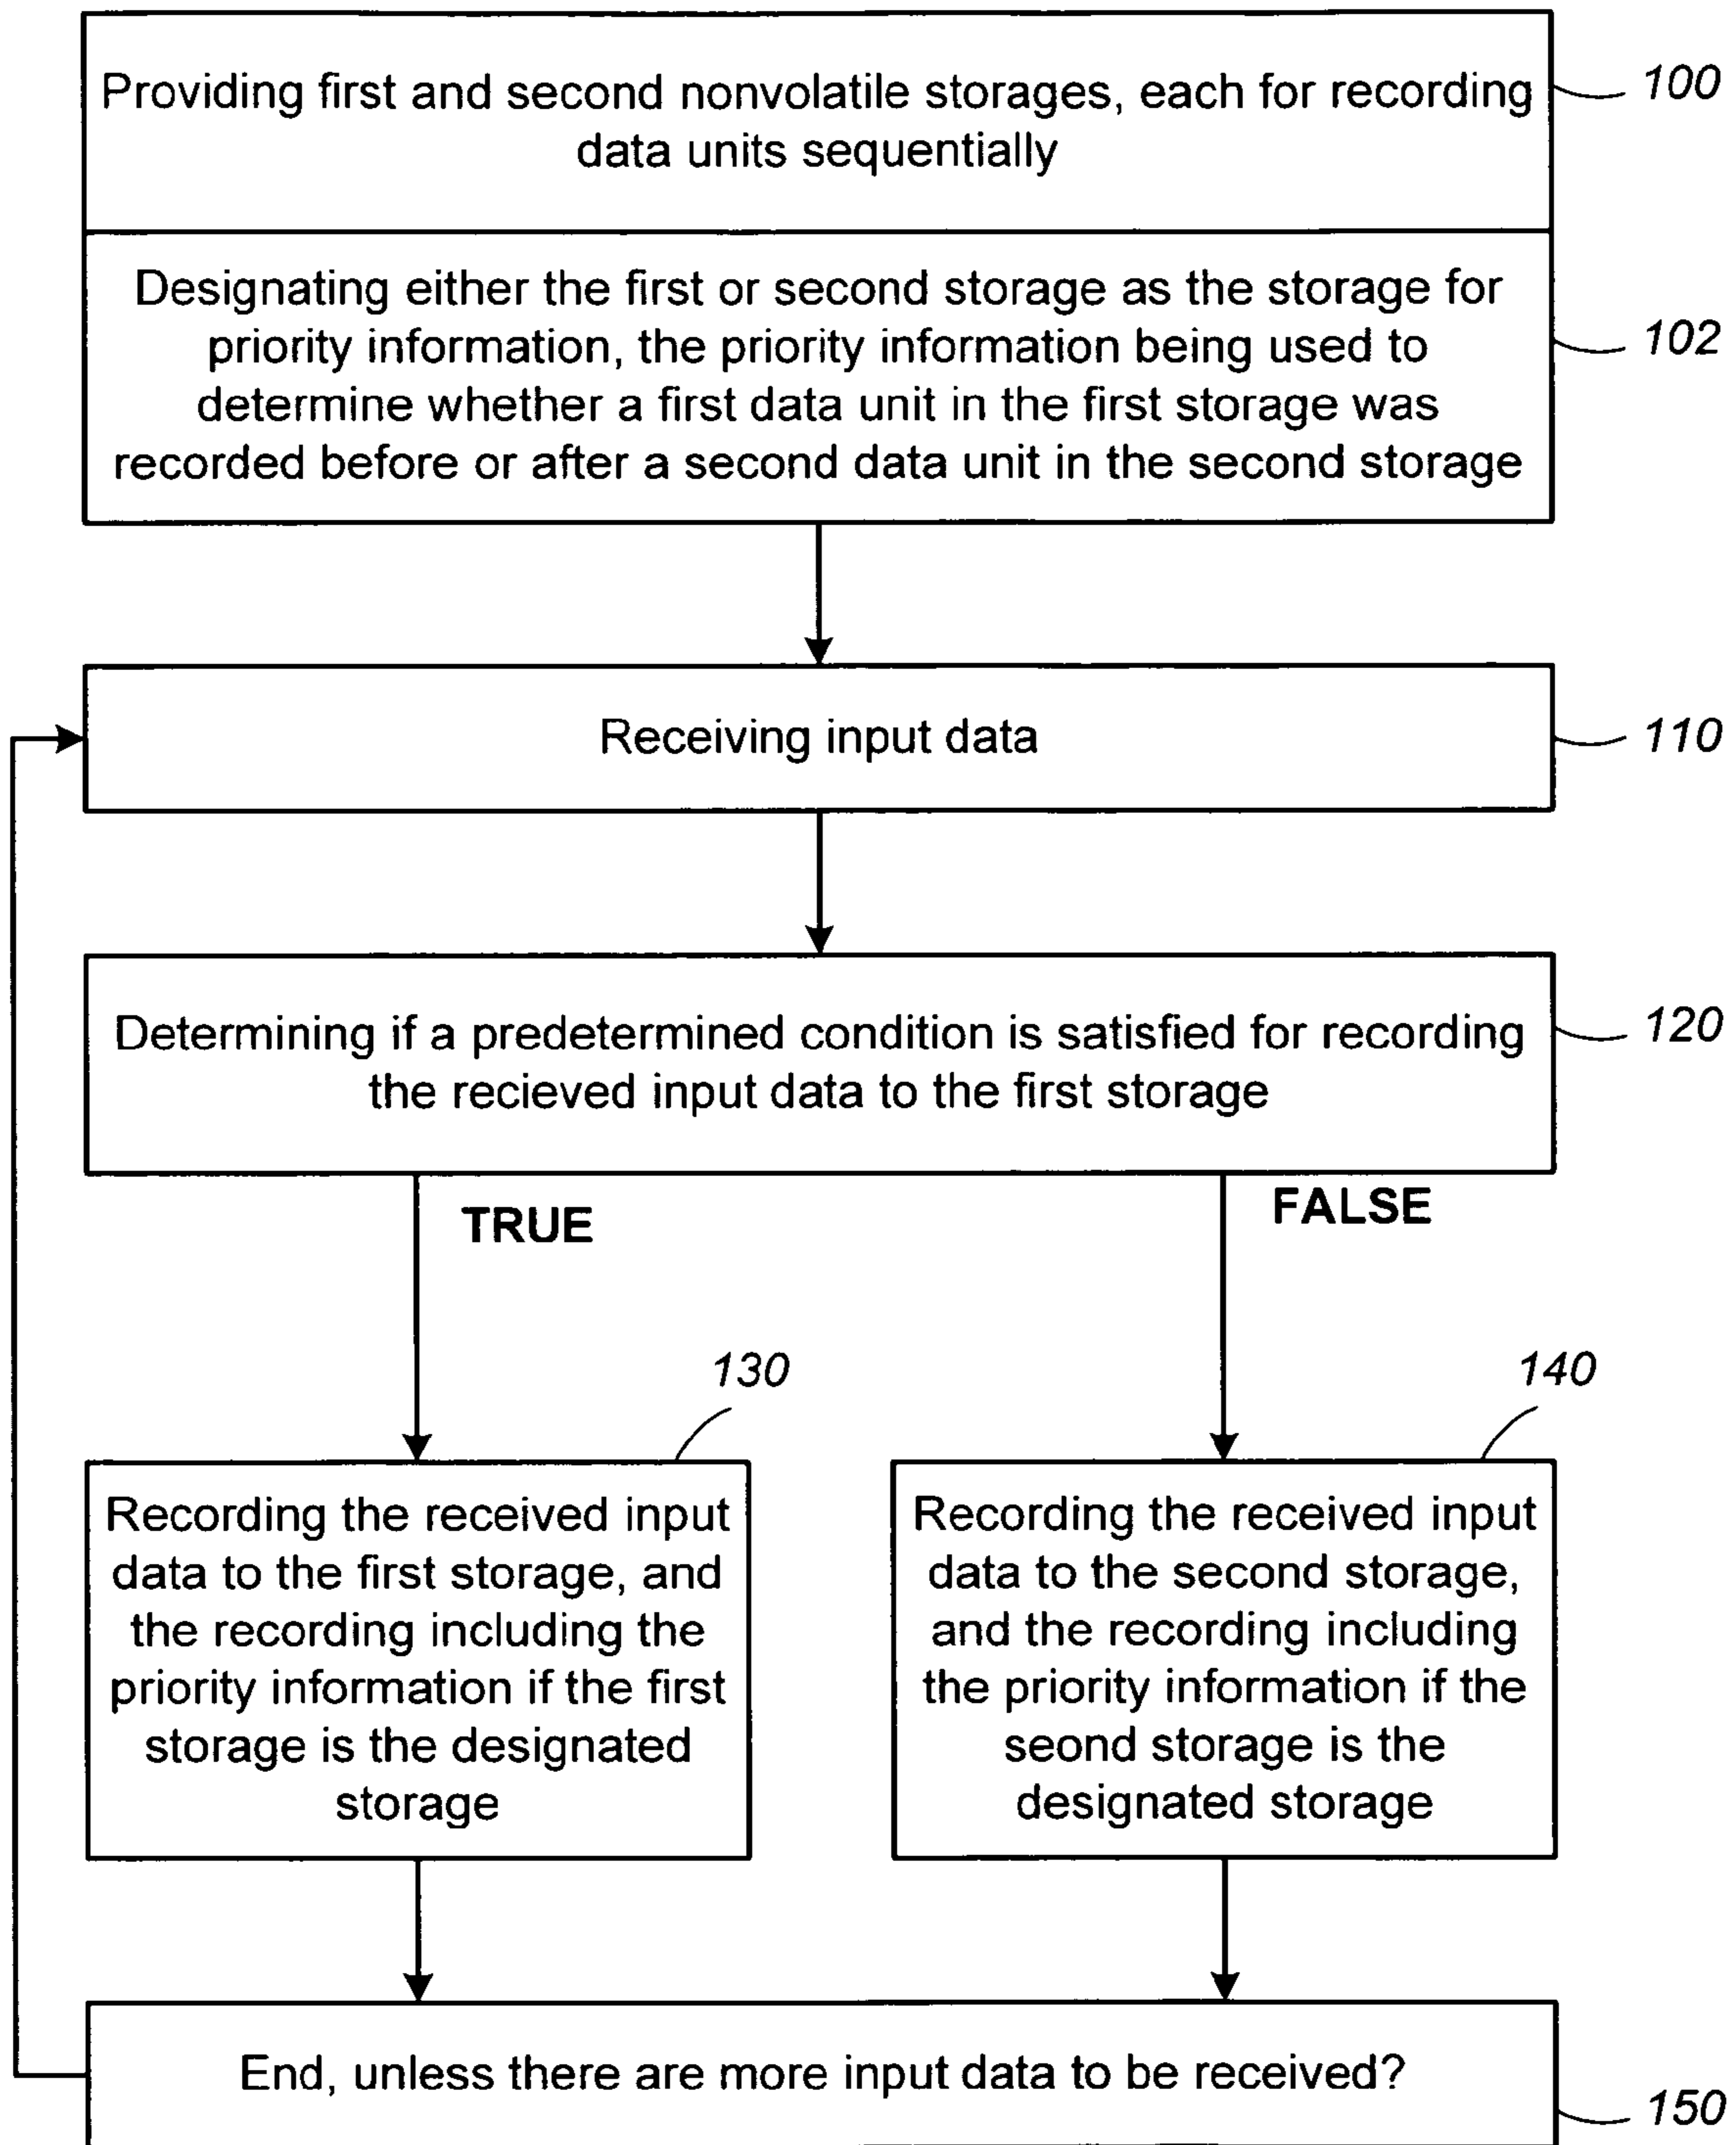 Providing first and second nonvolatile storages, each for recording
data units sequentially
100
Designating either the first or second storage as the storage for
priority information, the priority information being used to
determine whether a first data unit in the first storage was
recorded before or after a second data unit in the second storage
102
Receiving input data
110
Determining if a predetermined condition is satisfied for recording
the recieved input data to the first storage
120
TRUE
FALSE
130
Recording the received input
data to the first storage, and
the recording including the
priority information if the first
storage is the designated
storage
140
Recording the received input
data to the second storage,
and the recording including
the priority information if the
seond storage is the
designated storage
End, unless there are more input data to be received?
150